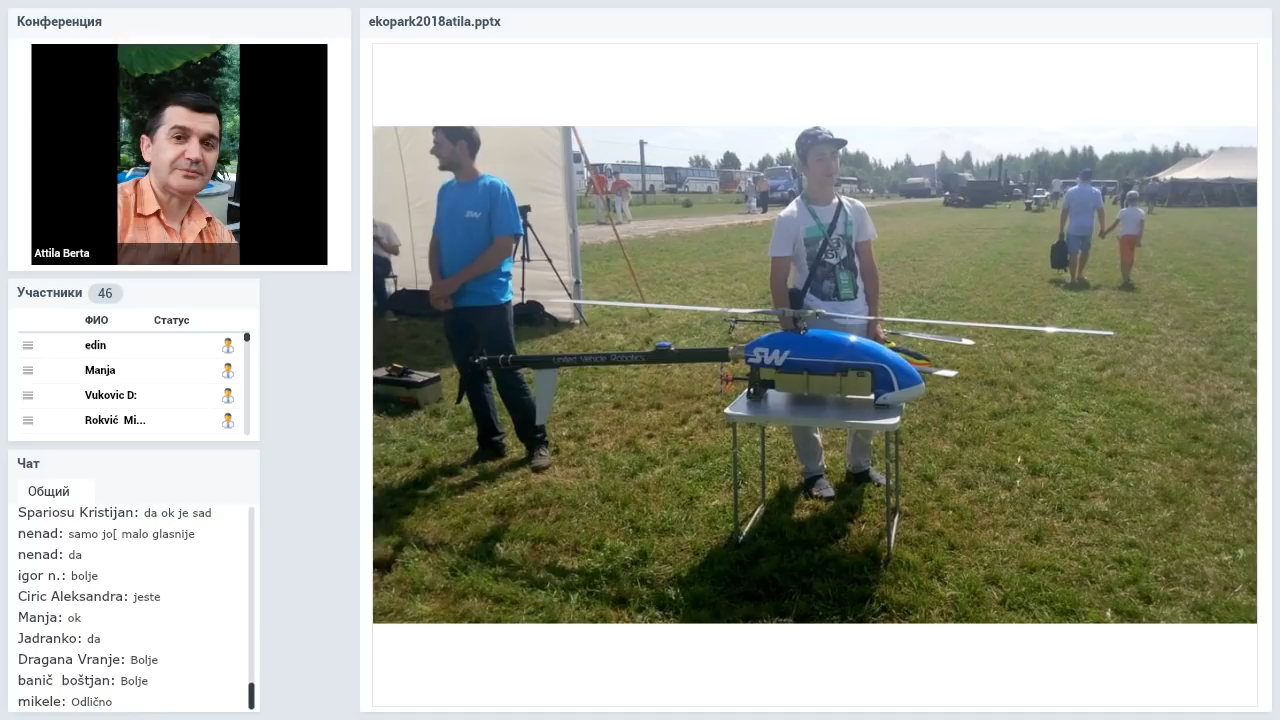 Конференция
Attila Berta
Участники 46
ФИО Статус
edin
Manja
Vukovic D:
Rokvić Mi...
Чат
Общий
Spariosu Kristijan: da ok je sad
nenad: samo jo[ malo glasnije
nenad: da
igor n.: bolje
Ciric Aleksandra: jeste
Manja: ok
Jadranko: da
Dragana Vranje: Bolje
banič boštjan: Bolje
mikele: Odlično
ekopark2018atila.pptx
SW
United Vehicle Robotics
SW